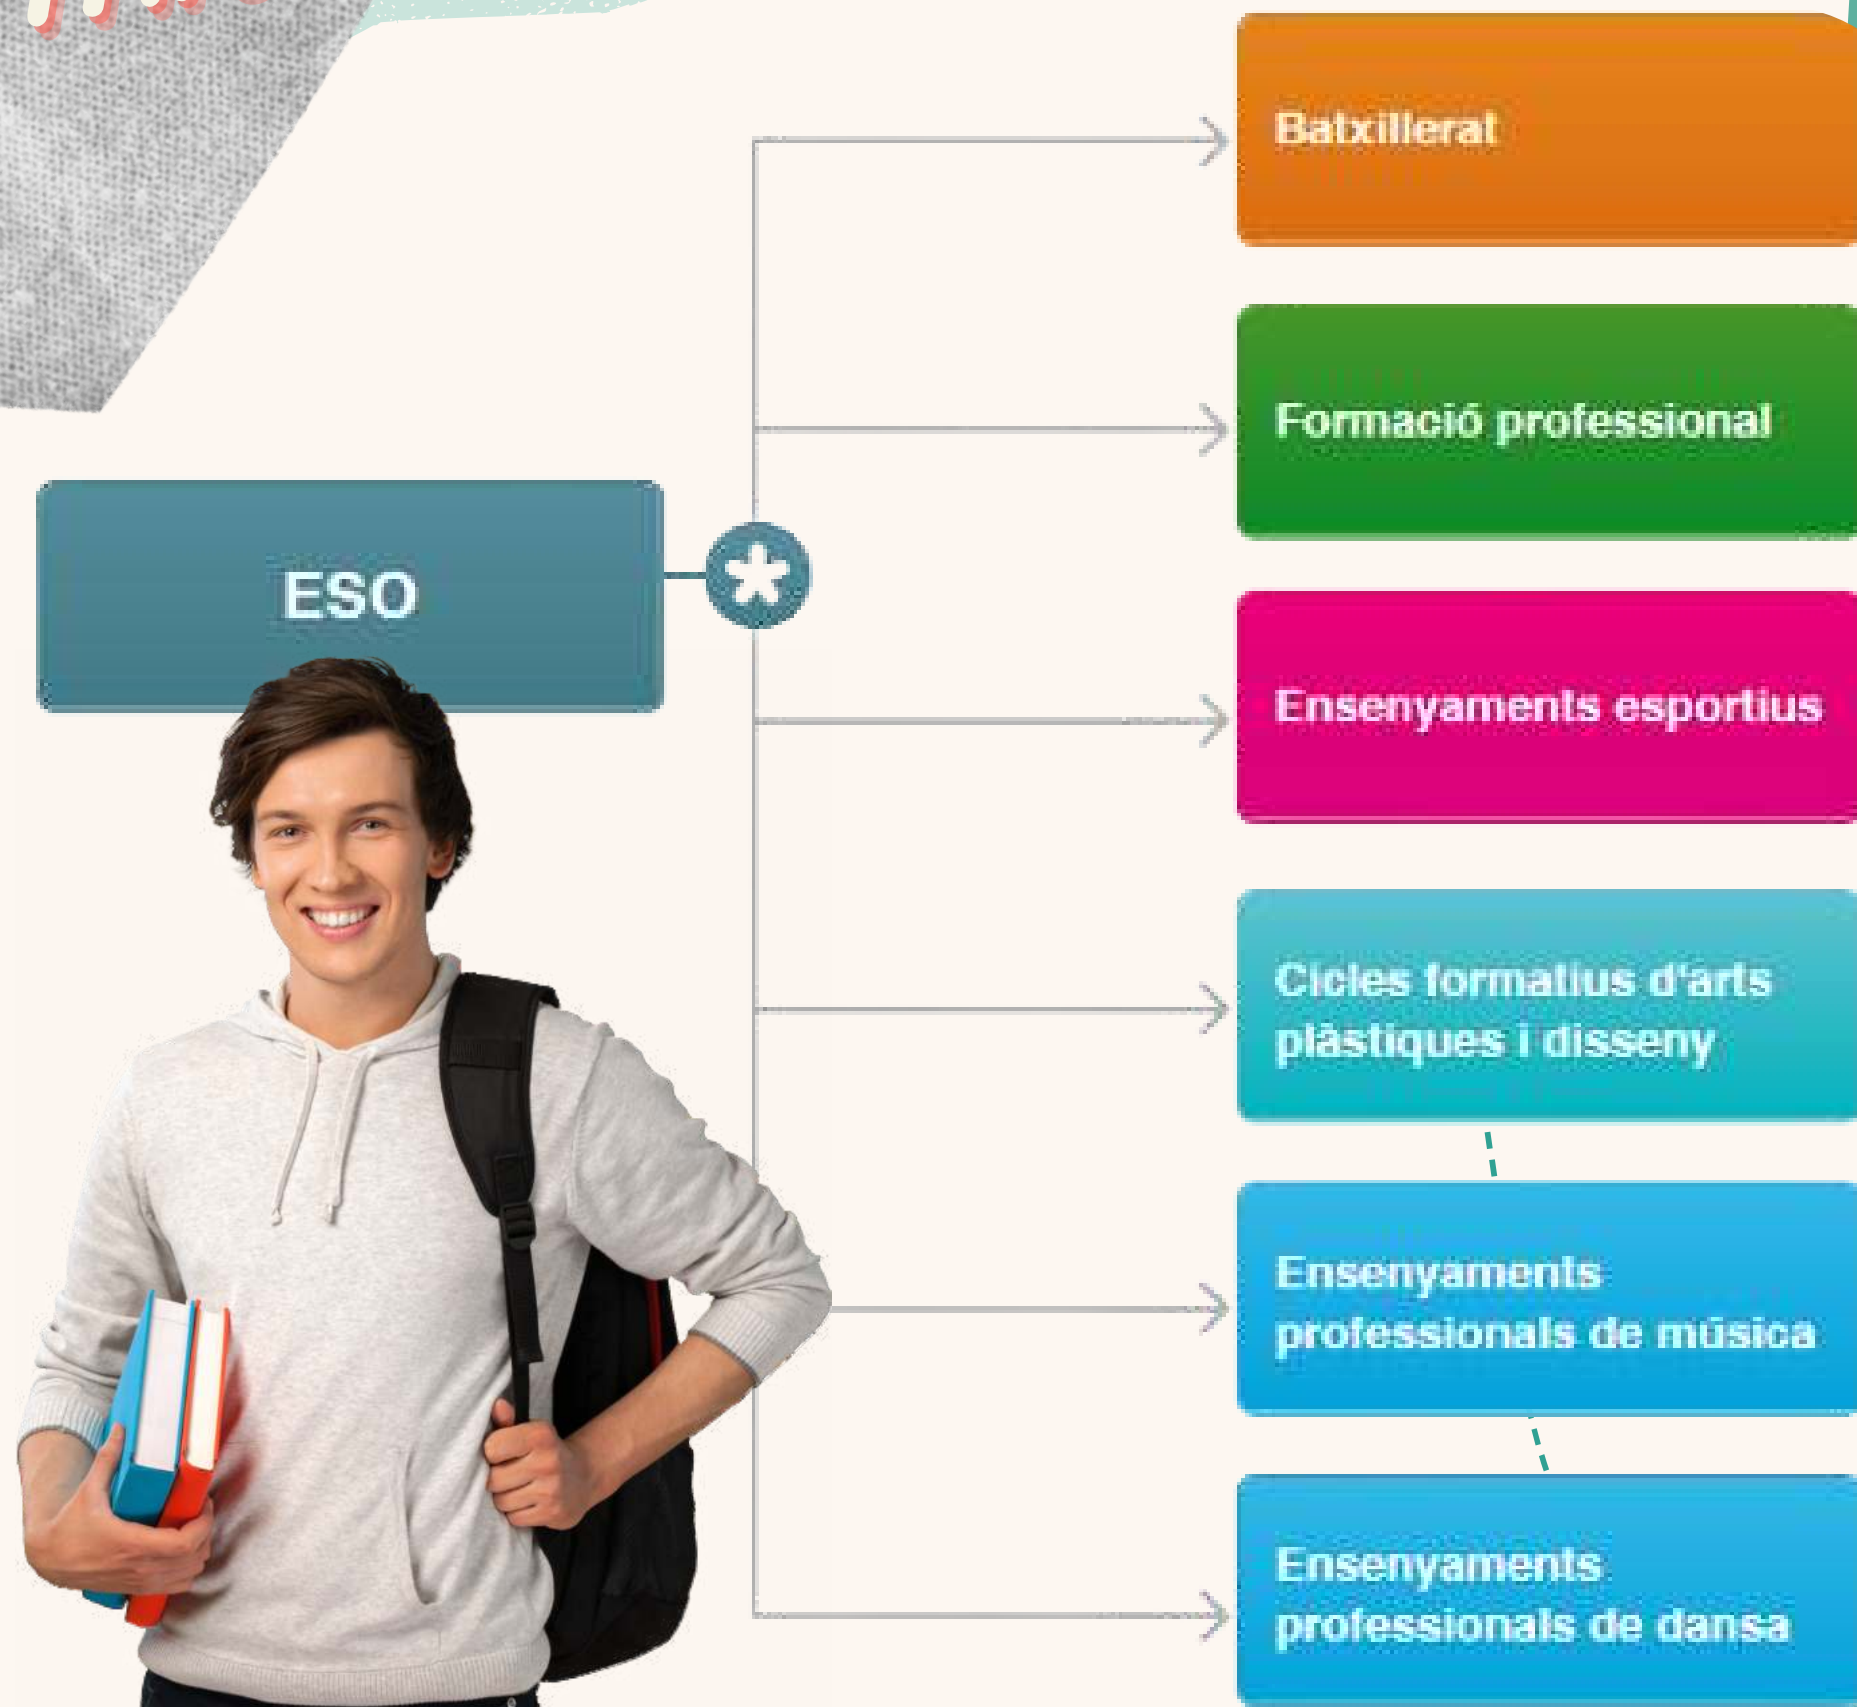 ESO
Batxillerat
Formació professional
Ensenyaments esportius
Cicles formatius d'arts
plàstiques i disseny
Ensenyaments
professionals de música
Ensenyaments
professionals de dansa